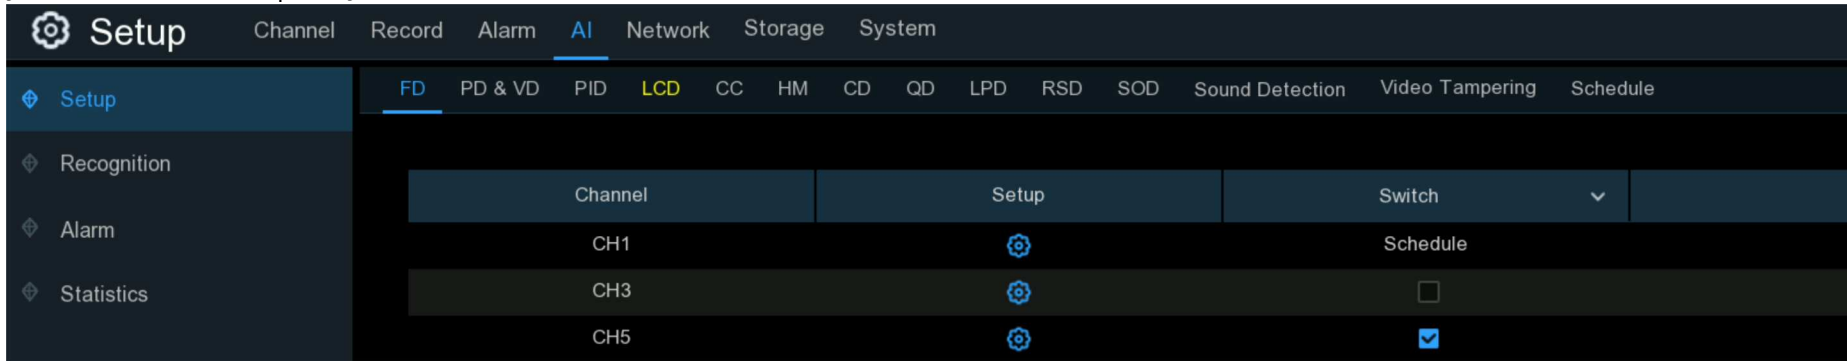 Setup Channel Record Alarm AI Network Storage System
Setup
FD PD & VD PID LCD CC HM CD QD LPD RSD SOD Sound Detection Video Tampering Schedule
Recognition
Alarm
Statistics
Channel Setup Switch
CH1 Schedule
CH3
CH5